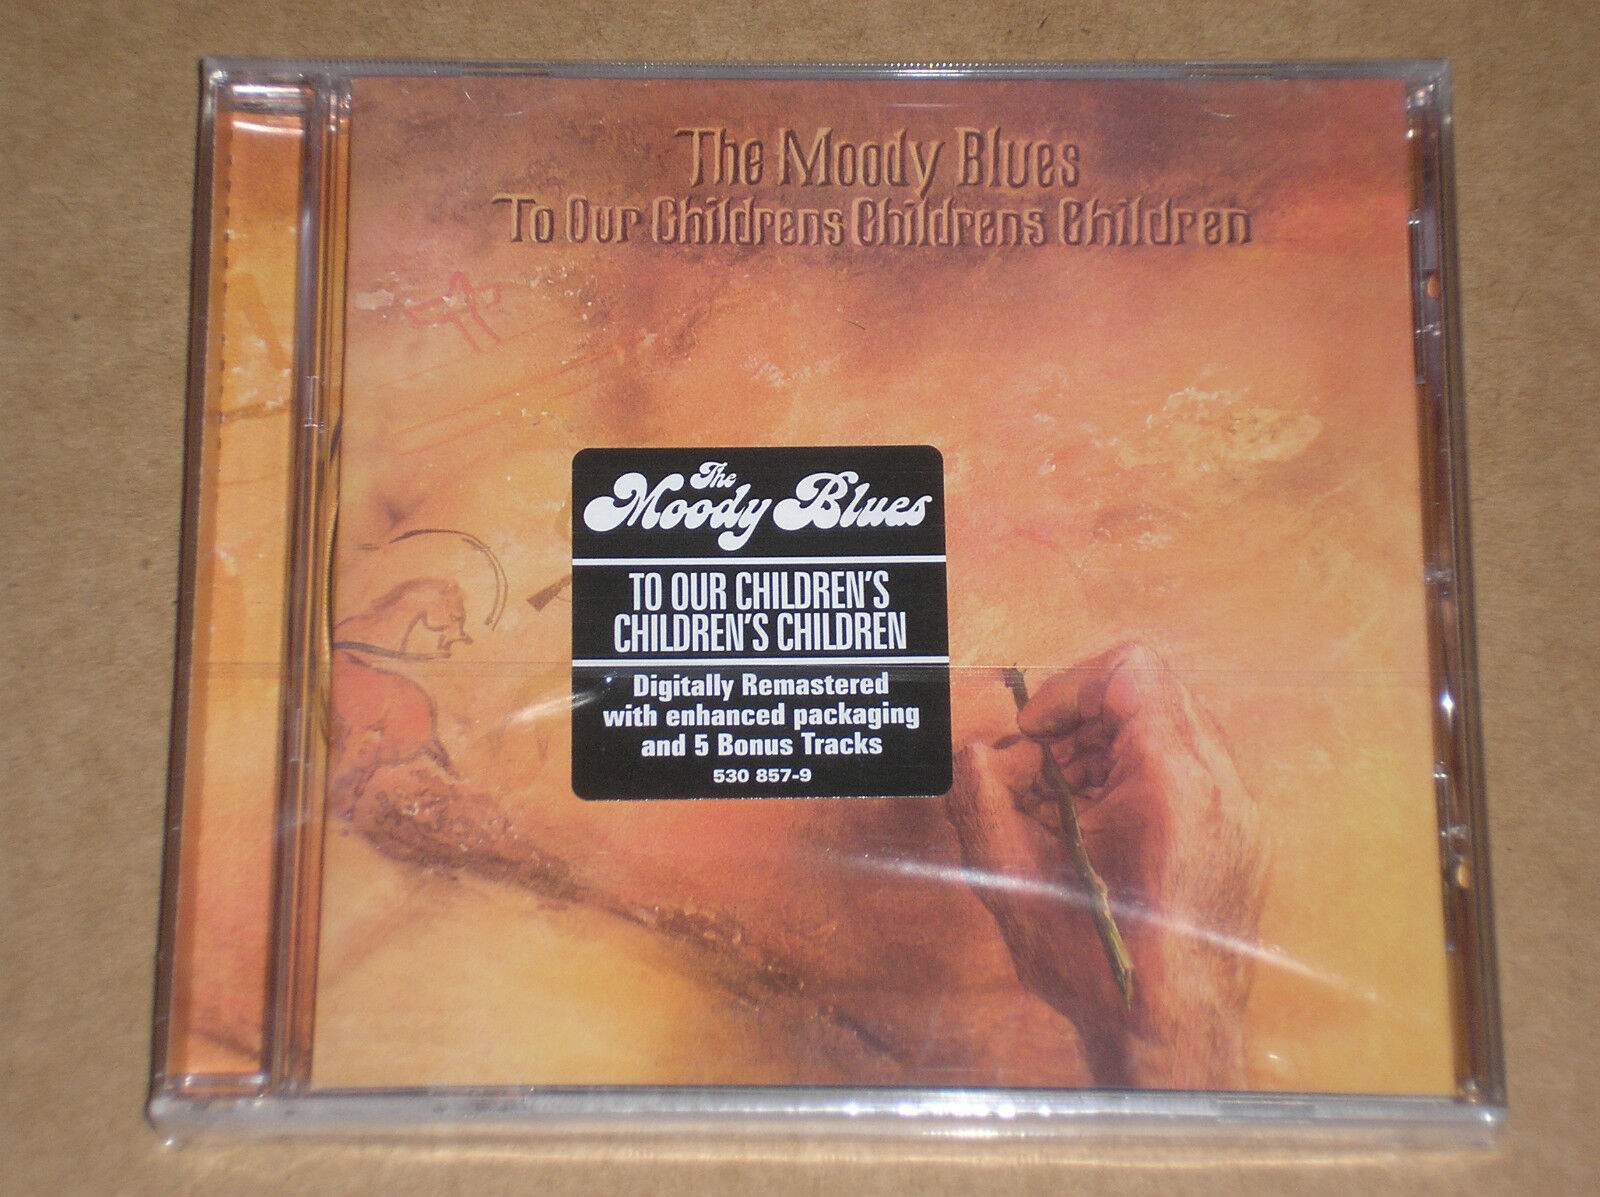 The Moody Blues
To Our Childrens Childrens Children
The
Moody Blues
TO OUR CHILDREN'S
CHILDREN'S CHILDREN
Digitally Remastered
with enhanced packaging
and 5 Bonus Tracks
530 857-9